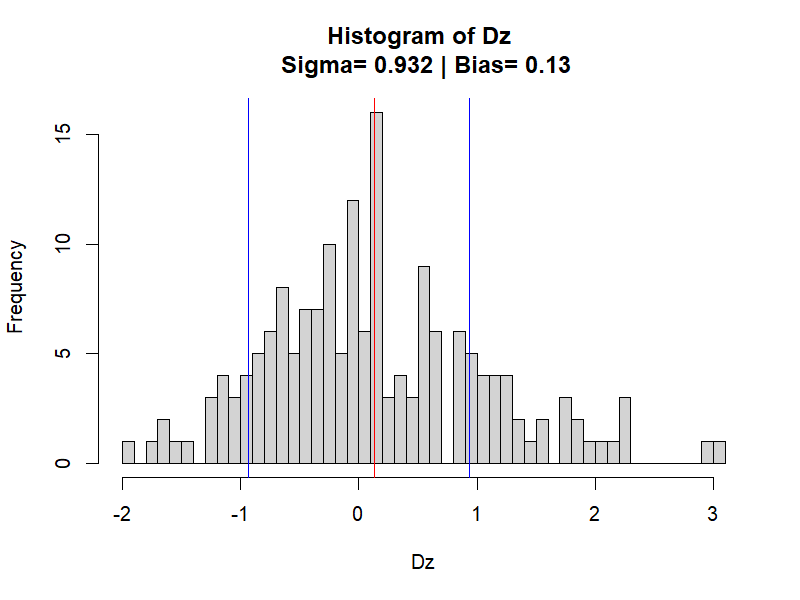 Histogram of Dz
Sigma= 0.932 | Bias= 0.13
Frequency
15
10
5
0
-2 -1 0 1 2 3
Dz